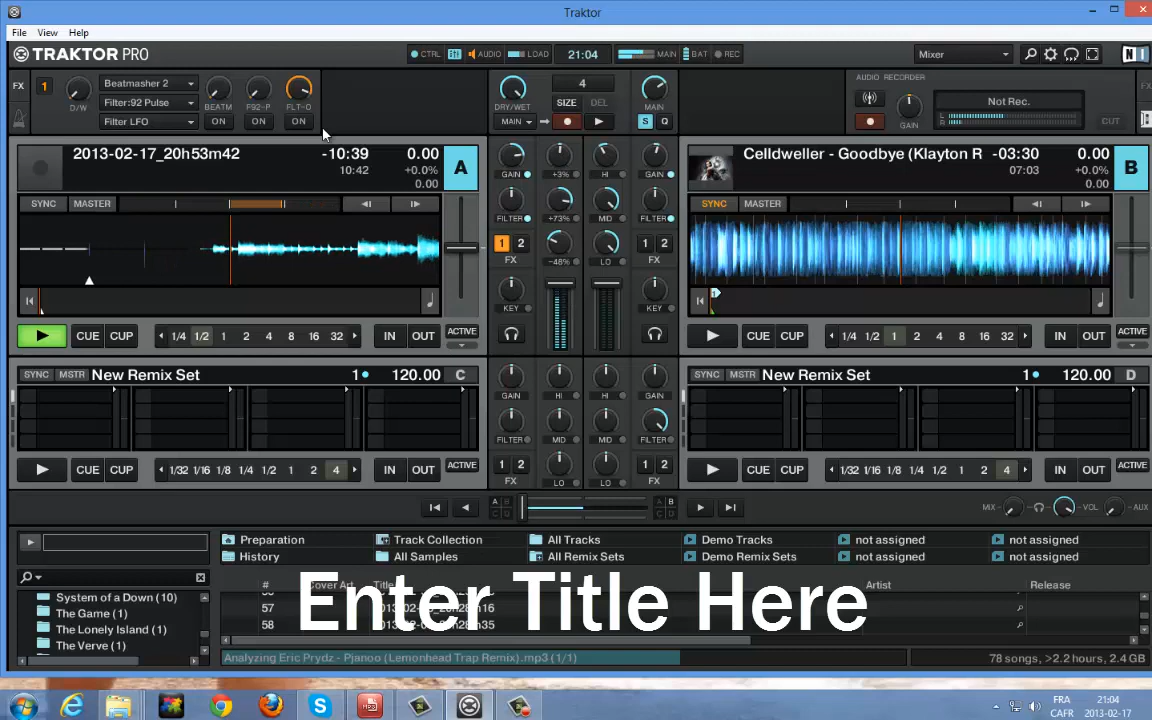 Traktor
File View Help
TRAKTOR PRO
CTRL AUDIO LOAD 21:04 MAIN BAT REC
Mixer
FX 1 D/W
Beatmasher 2
Filter:92 Pulse
Filter LFO
BEATM F92-P FLT-O
ON ON ON
DRY/WET 4 MAIN
SIZE DEL
MAIN S Q
AUDIO RECORDER
GAIN
Not Rec.
L
R
CUT
2013-02-17_20h53m42 -10:39 0.00
10:42 +0.0%
0.00
A
SYNC MASTER
CUE CUP 1/4 1/2 1 2 4 8 16 32 IN OUT ACTIVE
GAIN +3% HI GAIN
FILTER +73% MID FILTER
1 2 -48% LO 1 2
FX FX
KEY KEY
Celldweller - Goodbye (Klayton R -03:30 0.00
07:03 +0.0%
0.00
B
SYNC MASTER
CUE CUP 1/4 1/2 1 2 4 8 16 32 IN OUT ACTIVE
SYNC MSTR New Remix Set 1 120.00 C
CUE CUP 1/32 1/16 1/8 1/4 1/2 1 2 4 IN OUT ACTIVE
GAIN HI HI GAIN
FILTER MID MID FILTER
1 2 LO LO 1 2
FX FX
SYNC MSTR New Remix Set 1 120.00 D
CUE CUP 1/32 1/16 1/8 1/4 1/2 1 2 4 IN OUT ACTIVE
A B A B
C D C D
MIX VOL AUX
Preparation Track Collection All Tracks Demo Tracks not assigned not assigned
History All Samples All Remix Sets Demo Remix Sets not assigned not assigned
# Cover Art Title Artist Release
System of a Down (10)
The Game (1)
The Lonely Island (1)
The Verve (1)
57
58
Enter Title Here
Analyzing Eric Prydz - Pjanoo (Lemonhead Trap Remix).mp3 (1/1)
78 songs, >2.2 hours, 2.4 GB
FRA
CAFR
21:04
2013-02-17